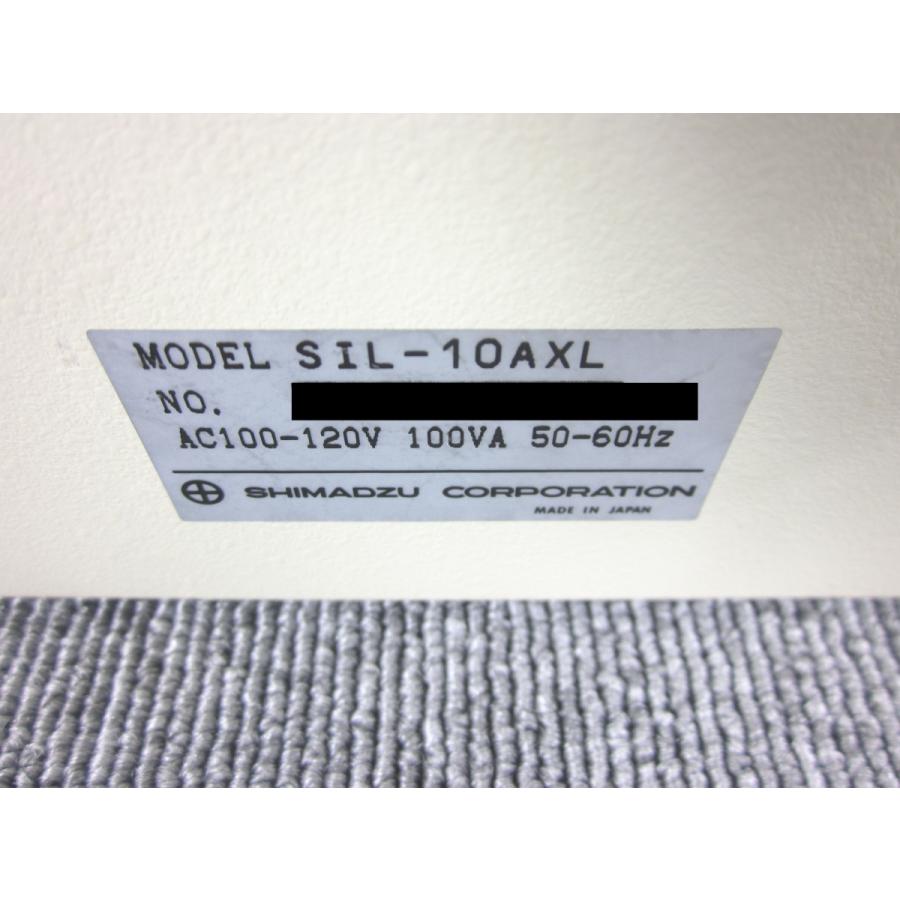 MODEL SIL-10AXL
NO.
AC100-120V 100VA 50-60Hz
SHIMADZU CORPORATION
MADE IN JAPAN